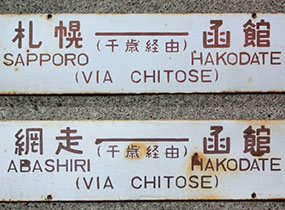 札幌 (千歳経由) 函館
SAPPORO HAKODATE
(VIA CHITOSE)
網走 (千歳経由) 函館
ABASHIRI HAKODATE
(VIA CHITOSE)